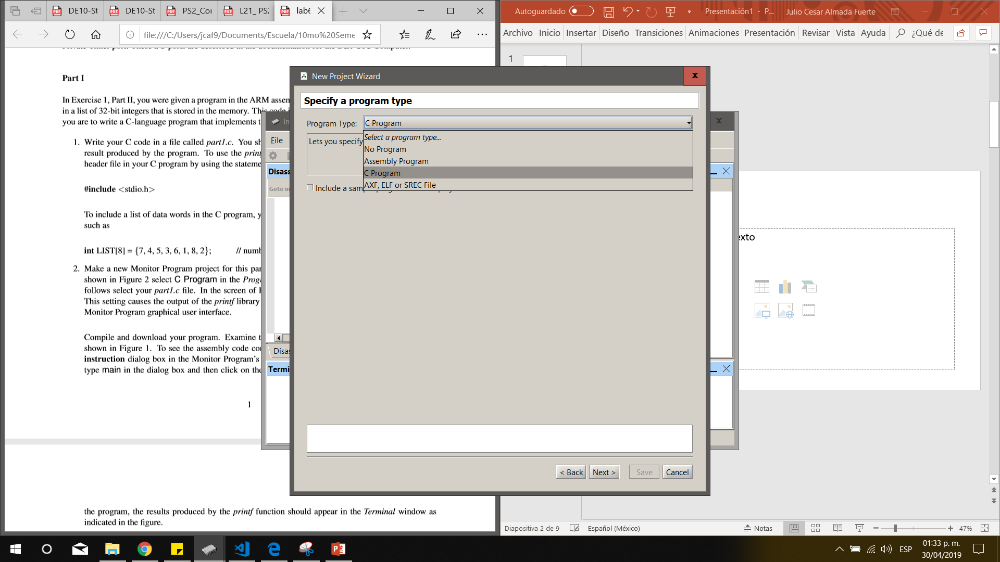 DE10-St
DE10-St
PS2_Cor
L21_ PS2
lab6
file:///C:/Users/jcaf9/Documents/Escuela/10mo%20Seme
Autoguardado
Presentación1 - P...
Julio Cesar Almada Fuerte
Archivo
Inicio
Insertar
Diseño
Transiciones
Animaciones
Presentación
Revisar
Vista
Ayuda
¿Qué de
1
Part I
In Exercise 1, Part II, you were given a program in the ARM assen
in a list of 32-bit integers that is stored in the memory. This code i
you are to write a C-language program that implements t
1. Write your C code in a file called part1.c. You sh
result produced by the program. To use the print
header file in your C program by using the stateme
#include <stdio.h>
To include a list of data words in the C program, y
such as
int LIST[8] = {7, 4, 5, 3, 6, 1, 8, 2}; // numb
2. Make a new Monitor Program project for this par
shown in Figure 2 select C Program in the Progr
follows select your part1.c file. In the screen of F
This setting causes the output of the printf library
Monitor Program graphical user interface.
Compile and download your program. Examine t
shown in Figure 1. To see the assembly code cor
instruction dialog box in the Monitor Program's
type main in the dialog box and then click on the
1
the program, the results produced by the printf function should appear in the Terminal window as
indicated in the figure.
In
File
Disass
Goto in
Disas
Termi
New Project Wizard
Specify a program type
Program Type:
C Program
Select a program type...
No Program
Assembly Program
C Program
AXF, ELF or SREC File
Lets you specify
Include a sam
< Back
Next >
Save
Cancel
exto
Diapositiva 2 de 9
Español (México)
Notas
47%
ESP
01:33 p. m.
30/04/2019